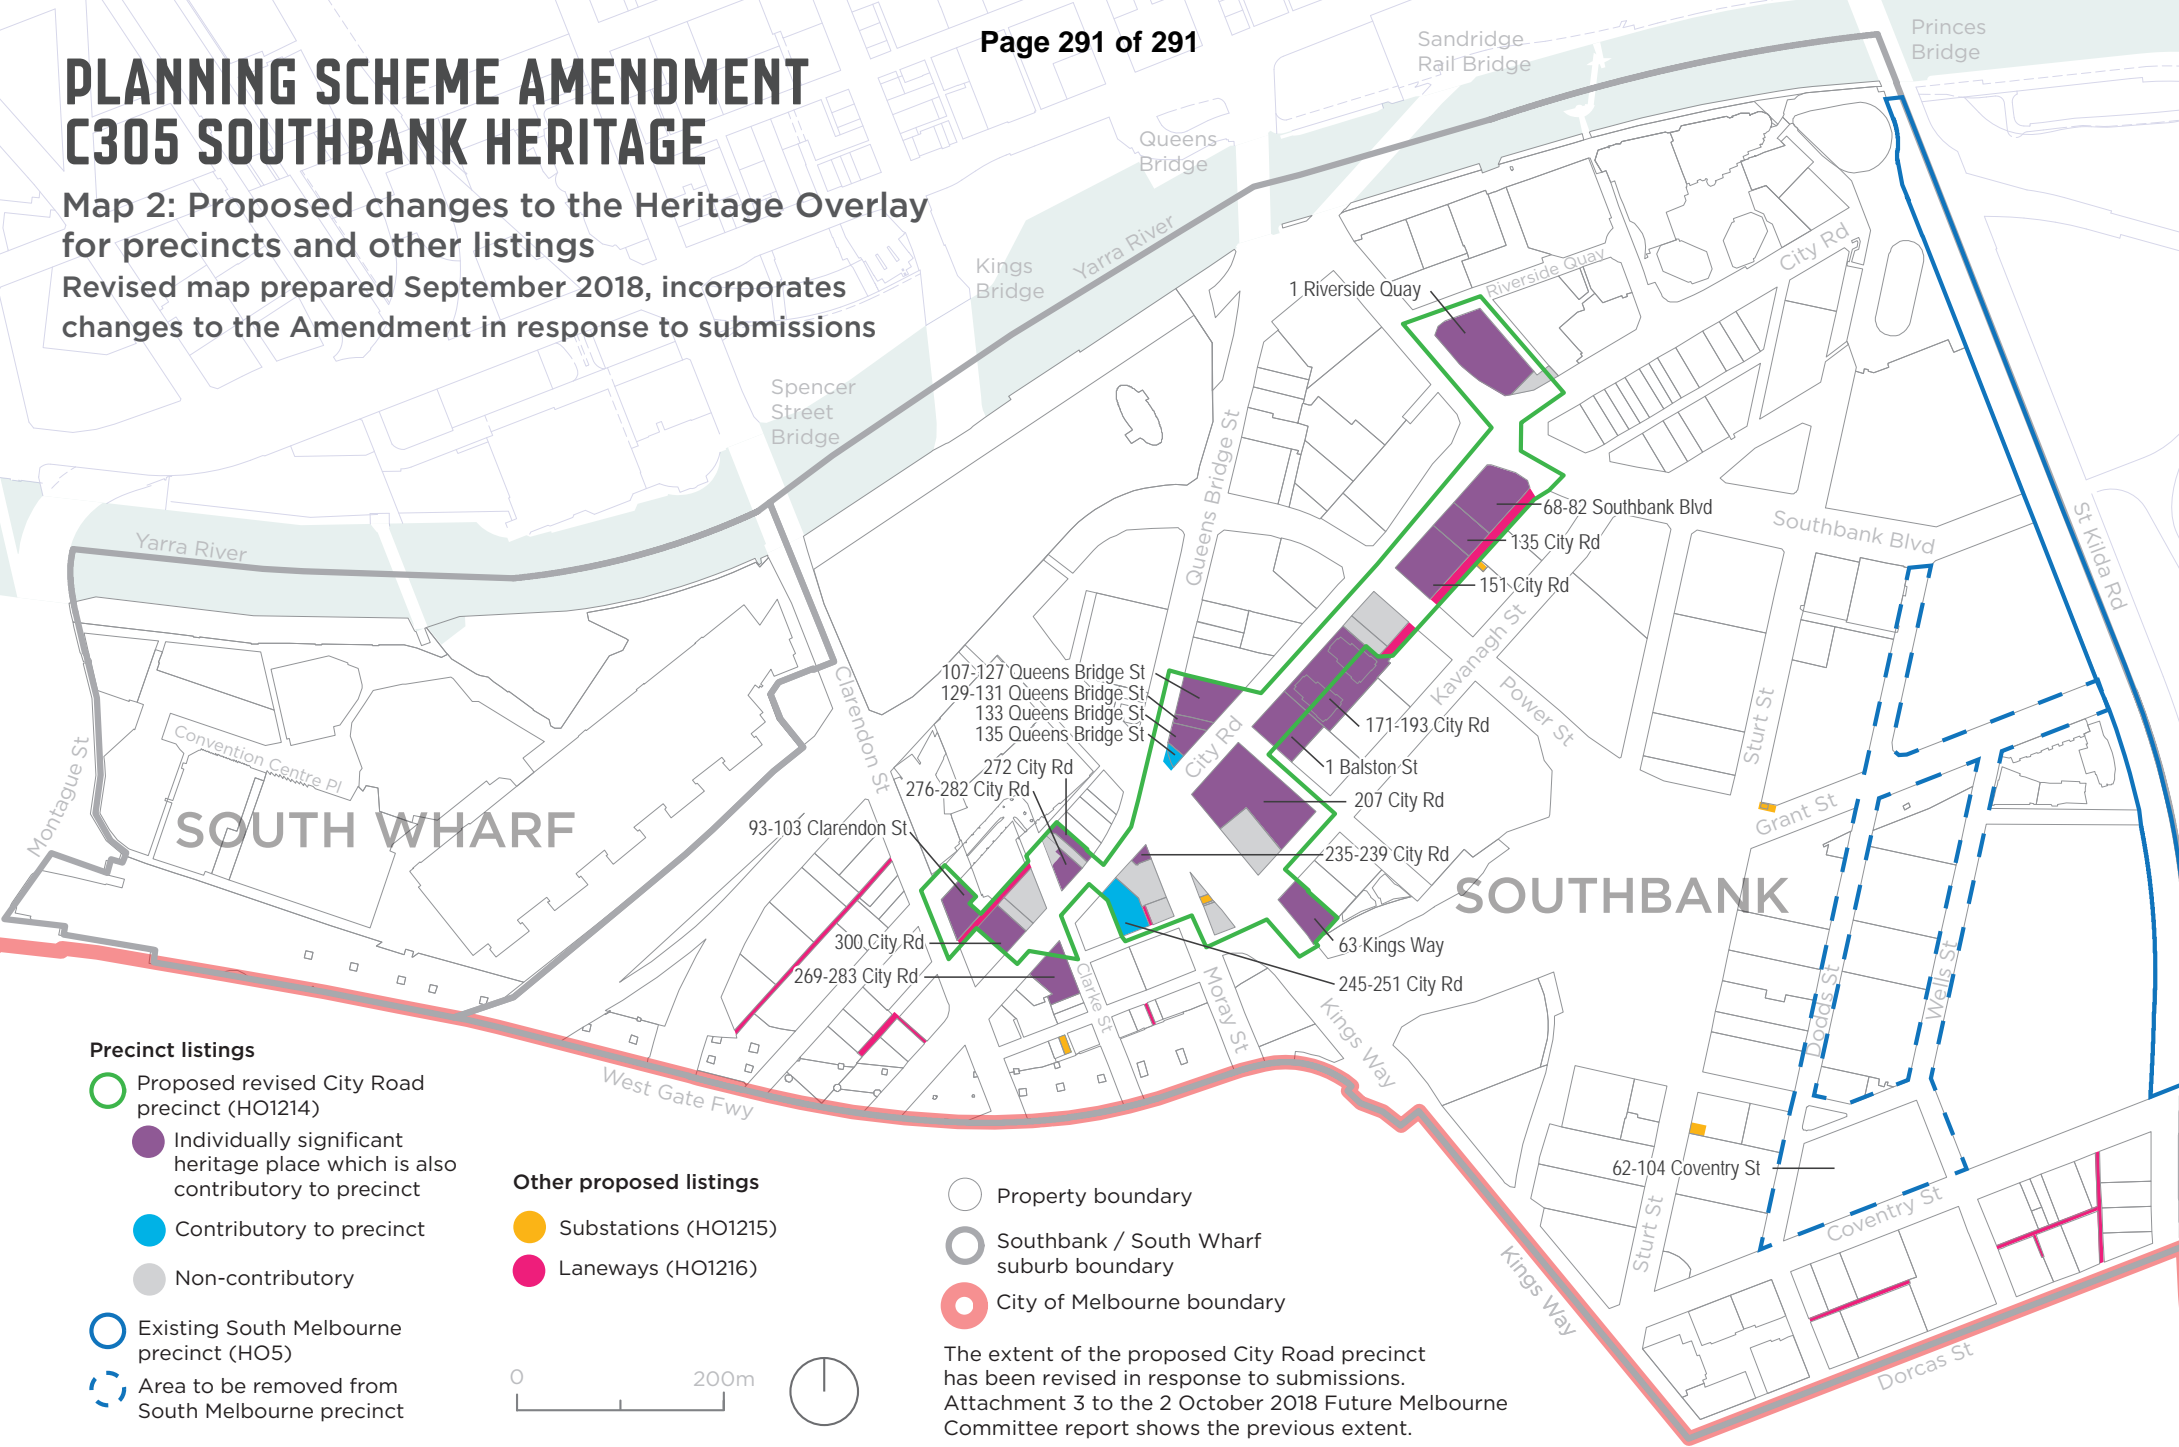 Page 291 of 291
PLANNING SCHEME AMENDMENT
C305 SOUTHBANK HERITAGE
Map 2: Proposed changes to the Heritage Overlay
for precincts and other listings
Revised map prepared September 2018, incorporates
changes to the Amendment in response to submissions
Sandridge
Rail Bridge
Princes
Bridge
Queens
Bridge
Kings
Bridge
Yarra River
Spencer
Street
Bridge
Yarra River
City Rd
Riverside Quay
1 Riverside Quay
Queens Bridge St
68-82 Southbank Blvd
135 City Rd
151 City Rd
Southbank Blvd
St Kilda Rd
Kavanagh St
Power St
Sturt St
107-127 Queens Bridge St
129-131 Queens Bridge St
133 Queens Bridge St
135 Queens Bridge St
City Rd
171-193 City Rd
1 Balston St
207 City Rd
272 City Rd
276-282 City Rd
93-103 Clarendon St
Clarendon St
Convention Centre Pl
Montague St
SOUTH WHARF
SOUTHBANK
Grant St
235-239 City Rd
63 Kings Way
245-251 City Rd
300 City Rd
269-283 City Rd
Clarke St
Moray St
Kings Way
Dodds St
Wells St
West Gate Fwy
62-104 Coventry St
Coventry St
Sturt St
Kings Way
Dorcas St
Precinct listings
Proposed revised City Road
precinct (HO1214)
Individually significant
heritage place which is also
contributory to precinct
Contributory to precinct
Non-contributory
Existing South Melbourne
precinct (HO5)
Area to be removed from
South Melbourne precinct
Other proposed listings
Substations (HO1215)
Laneways (HO1216)
0 200m
Property boundary
Southbank / South Wharf
suburb boundary
City of Melbourne boundary
The extent of the proposed City Road precinct
has been revised in response to submissions.
Attachment 3 to the 2 October 2018 Future Melbourne
Committee report shows the previous extent.